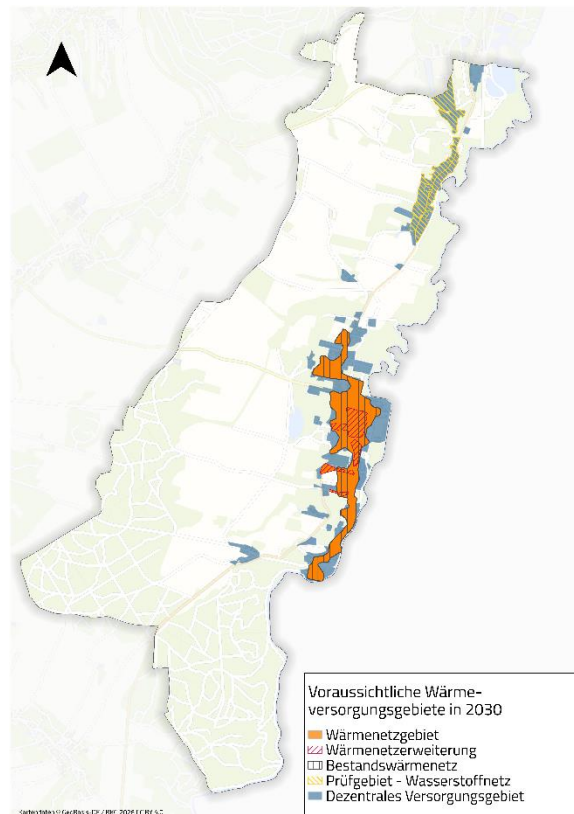 Voraussichtliche Wärme-
versorgungsgebiete in 2030
Wärmenetzgebiet
Wärmenetzerweiterung
Bestandswärmenetz
Prüfgebiet - Wasserstoffnetz
Dezentrales Versorgungsgebiet